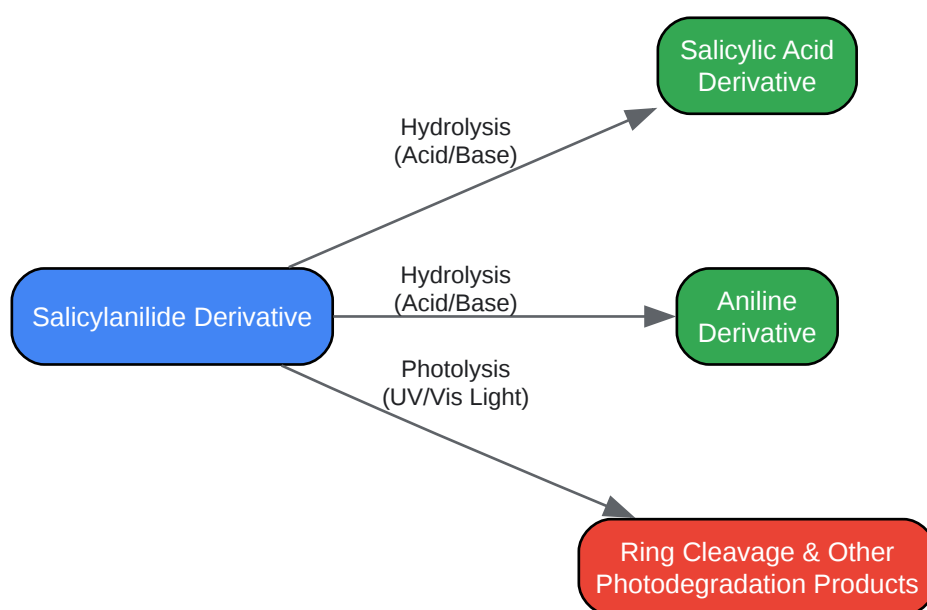 Salicylic Acid
Derivative
Hydrolysis
(Acid/Base)
Salicylanilide Derivative
Hydrolysis
(Acid/Base)
Aniline
Derivative
Photolysis
(UV/Vis Light)
Ring Cleavage & Other
Photodegradation Products